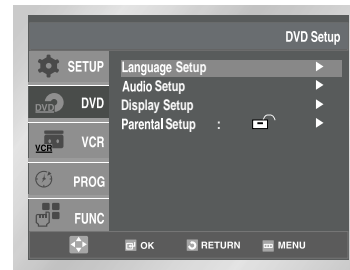 DVD Setup
SETUP
Language Setup
Audio Setup
DVD DVD
Display Setup
Parental Setup :
VCR VCR
PROG
FUNC
OK RETURN MENU